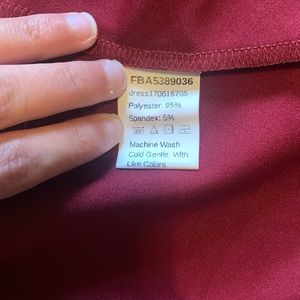 FBA5389036
dress170616705
Polyester: 95%
Spandex: 5%
Machine Wash
Cold Gentle. With
Like Colors